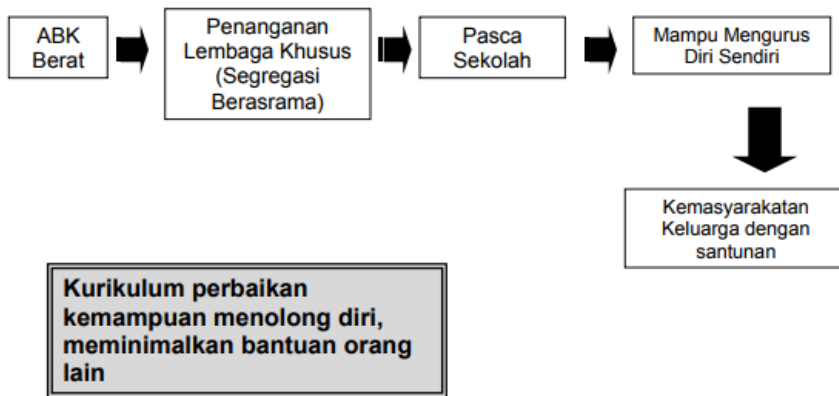 ABK
Berat
Penanganan
Lembaga Khusus
(Segregasi
Berasrama)
Pasca
Sekolah
Mampu Mengurus
Diri Sendiri
Kemasyarakatan
Keluarga dengan
santunan
Kurikulum perbaikan
kemampuan menolong diri,
meminimalkan bantuan orang
lain